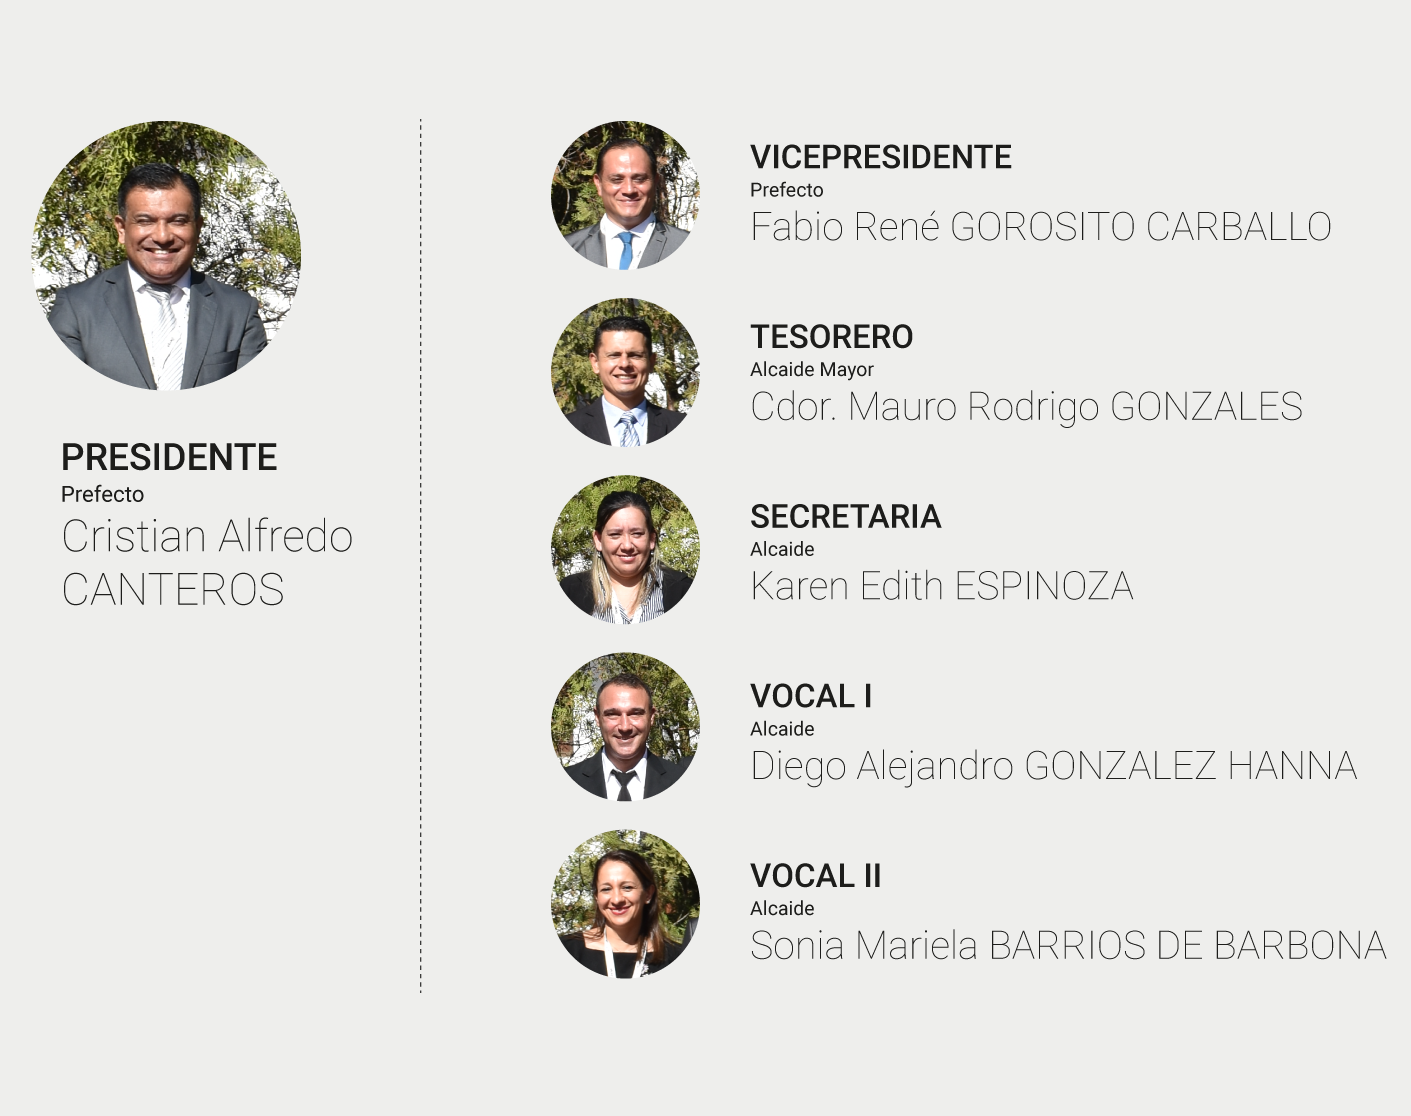 PRESIDENTE
Prefecto
Cristian Alfredo
CANTEROS
VICEPRESIDENTE
Prefecto
Fabio René GOROSITO CARBALLO
TESORERO
Alcaide Mayor
Cdor. Mauro Rodrigo GONZALES
SECRETARIA
Alcaide
Karen Edith ESPINOZA
VOCAL I
Alcaide
Diego Alejandro GONZALEZ HANNA
VOCAL II
Alcaide
Sonia Mariela BARRIOS DE BARBONA